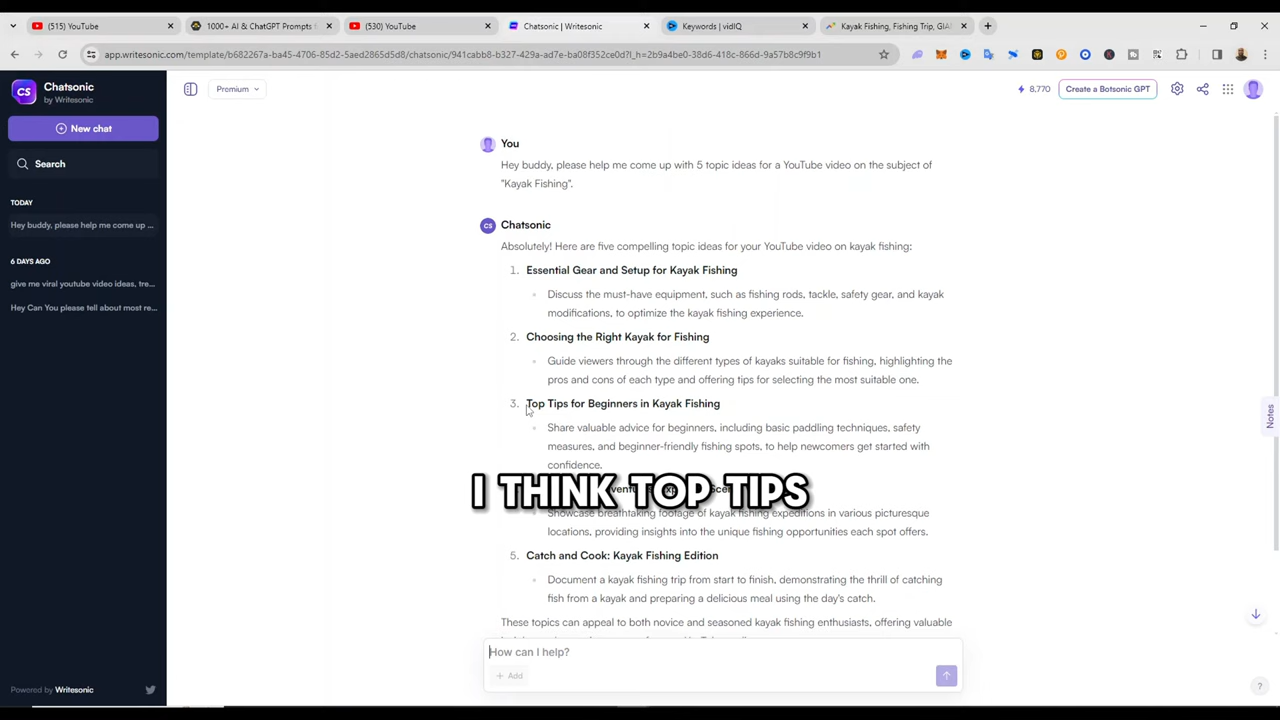 (515) YouTube
1000+ AI & ChatGPT Prompts f
(530) YouTube
Chatsonic | Writesonic
Keywords | vidIQ
Kayak Fishing, Fishing Trip, GIA
app.writesonic.com/template/b682267a-ba45-4706-85d2-5aed2865d5d8/chatsonic/941cabb8-b327-429a-ad7e-da08f352ce0d?l_h=2b9a4be0-38d6-418c-866d-9a57b8c9f9b1
Chatsonic
by Writesonic
Premium
8,770
Create a Botsonic GPT
New chat
Search
TODAY
Hey buddy, please help me come up ...
6 DAYS AGO
give me viral youtube video ideas, tre...
Hey Can You please tell about most re...
Powered by Writesonic
You
Hey buddy, please help me come up with 5 topic ideas for a YouTube video on the subject of
"Kayak Fishing".
CS Chatsonic
Absolutely! Here are five compelling topic ideas for your YouTube video on kayak fishing:
1. Essential Gear and Setup for Kayak Fishing
Discuss the must-have equipment, such as fishing rods, tackle, safety gear, and kayak
modifications, to optimize the kayak fishing experience.
2. Choosing the Right Kayak for Fishing
Guide viewers through the different types of kayaks suitable for fishing, highlighting the
pros and cons of each type and offering tips for selecting the most suitable one.
3. Top Tips for Beginners in Kayak Fishing
Share valuable advice for beginners, including basic paddling techniques, safety
measures, and beginner-friendly fishing spots, to help newcomers get started with
confidence.
I THINK TOP TIPS
Showcase breathtaking footage of kayak fishing expeditions in various picturesque
locations, providing insights into the unique fishing opportunities each spot offers.
5. Catch and Cook: Kayak Fishing Edition
Document a kayak fishing trip from start to finish, demonstrating the thrill of catching
fish from a kayak and preparing a delicious meal using the day's catch.
These topics can appeal to both novice and seasoned kayak fishing enthusiasts, offering valuable
How can I help?
+ Add
Notes